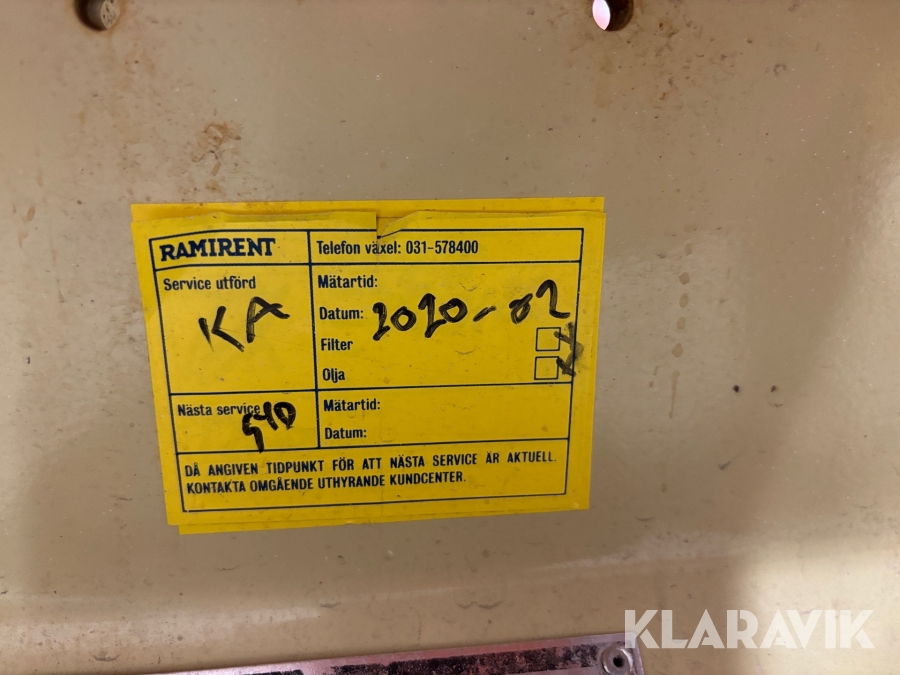 RAMIRENT
Telefon växel: 031-578400
Service utförd
KA
Mätartid:
Datum: 2020-02
Filter
Olja
Nästa service
Mätartid:
Datum:
DÅ ANGIVEN TIDPUNKT FÖR ATT NÄSTA SERVICE ÄR AKTUELL.
KONTAKTA OMGÅENDE UTHYRANDE KUNDCENTER.
KLARAVIK